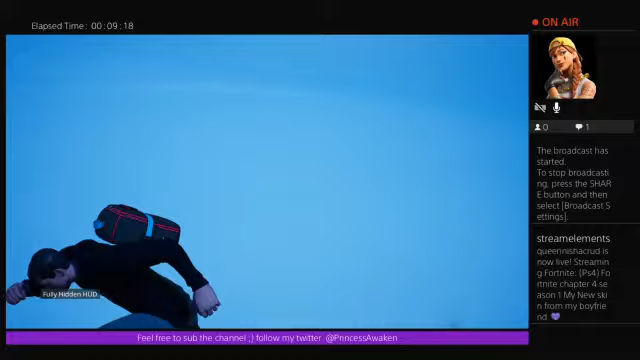 Elapsed Time : 00:09:18
ON AIR
0
1
The broadcast has
started.
To stop broadcasti
ng, press the SHAR
E button and then
select [Broadcast S
ettings].
streamelements
queennishacrud is
now live! Streamin
g Fortnite: (Ps4) Fo
rtnite chapter 4 se
ason 1 My New ski
n from my boyfrie
nd 💜
Fully Hidden HUD
Feel free to sub the channel ;) follow my twitter @PrincessAwaken